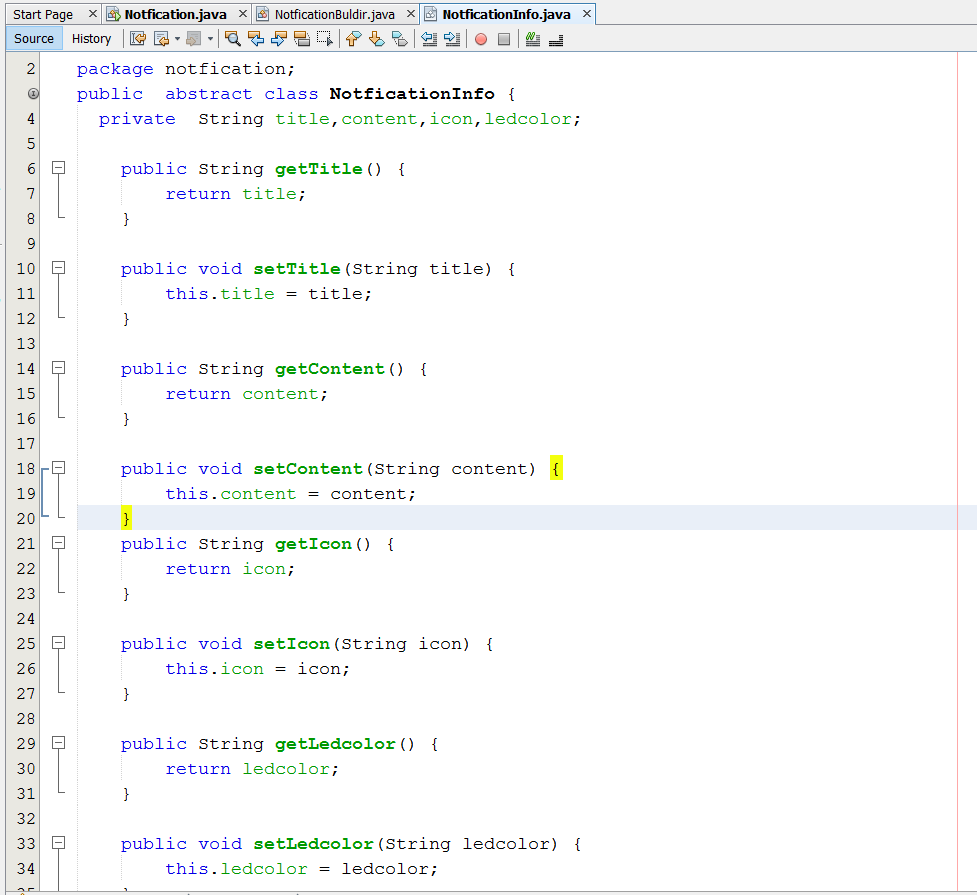 Start Page Notfication.java NotficationBuldir.java NotficationInfo.java
Source History
2 package notfication;
public  abstract class NotficationInfo {
4 private  String title,content,icon,ledcolor;
5
6 public String getTitle() {
7 return title;
8 }
9
10 public void setTitle(String title) {
11 this.title = title;
12 }
13
14 public String getContent() {
15 return content;
16 }
17
18 public void setContent(String content) {
19 this.content = content;
20 }
21 public String getIcon() {
22 return icon;
23 }
24
25 public void setIcon(String icon) {
26 this.icon = icon;
27 }
28
29 public String getLedcolor() {
30 return ledcolor;
31 }
32
33 public void setLedcolor(String ledcolor) {
34 this.ledcolor = ledcolor;